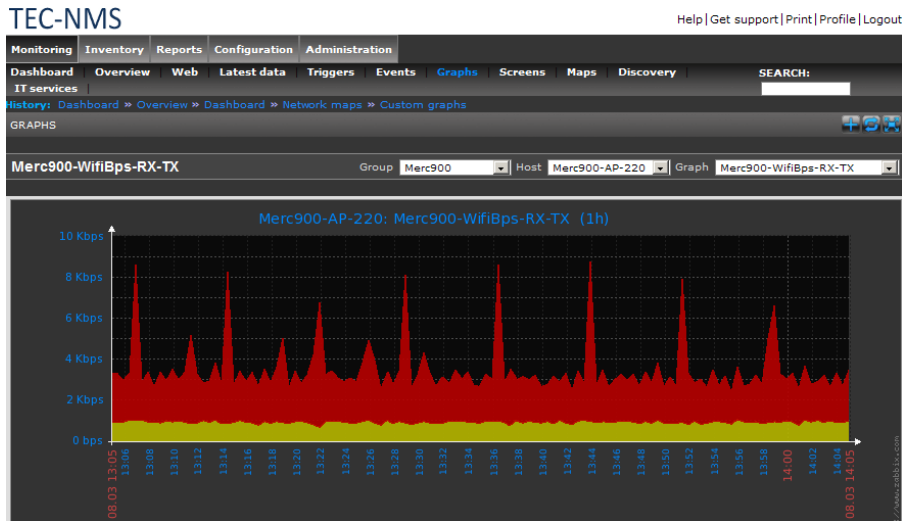 TEC-NMS
Help|Get support|Print|Profile|Logout
Monitoring Inventory Reports Configuration Administration
Dashboard Overview Web Latest data Triggers Events Graphs Screens Maps Discovery SEARCH:
IT services
History: Dashboard » Overview » Dashboard » Network maps » Custom graphs
GRAPHS
Merc900-WifiBps-RX-TX Group Merc900 Host Merc900-AP-220 Graph Merc900-WifiBps-RX-TX
Merc900-AP-220: Merc900-WifiBps-RX-TX (1h)
10 Kbps
8 Kbps
6 Kbps
4 Kbps
2 Kbps
0 bps
08.03 13:05 13:06 13:08 13:10 13:12 13:14 13:16 13:18 13:20 13:22 13:24 13:26 13:28 13:30 13:32 13:34 13:36 13:38 13:40 13:42 13:44 13:46 13:48 13:50 13:52 13:54 13:56 13:58 14:00 14:02 14:04 08.03 14:05
//www.zabbix.com